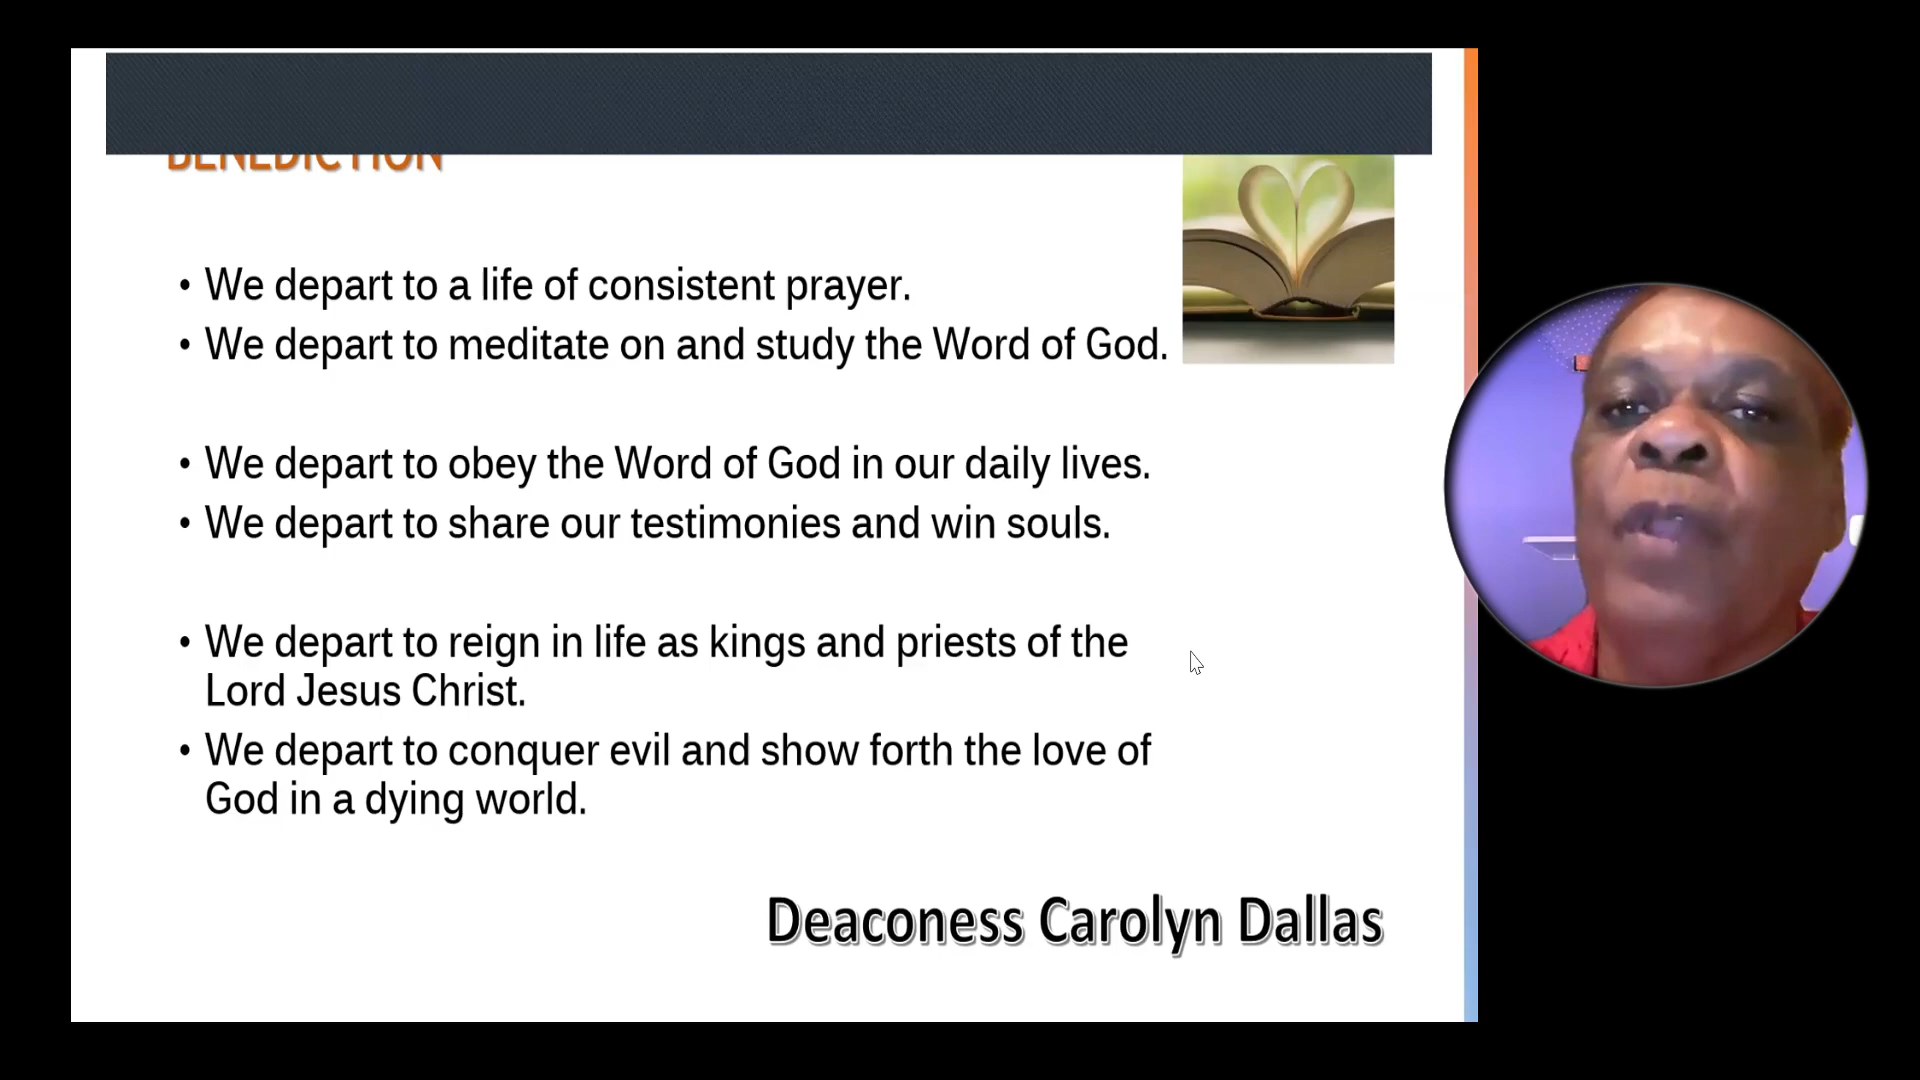 BENEDICTION
• We depart to a life of consistent prayer.
• We depart to meditate on and study the Word of God.
• We depart to obey the Word of God in our daily lives.
• We depart to share our testimonies and win souls.
• We depart to reign in life as kings and priests of the
Lord Jesus Christ.
• We depart to conquer evil and show forth the love of
God in a dying world.
Deaconess Carolyn Dallas